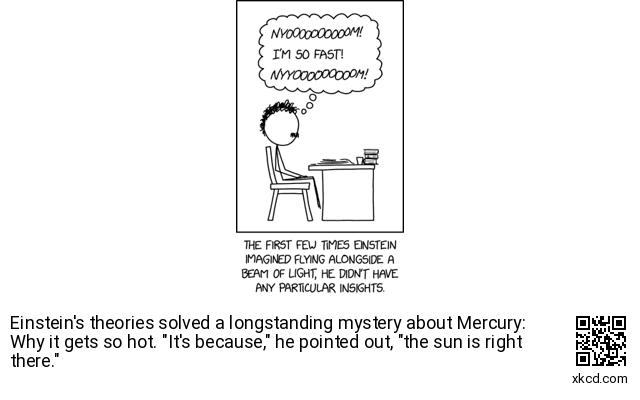 NYOOOOOOOOOM!
I'M SO FAST!
NYYOOOOOOOOM!
THE FIRST FEW TIMES EINSTEIN
IMAGINED FLYING ALONGSIDE A
BEAM OF LIGHT, HE DIDN'T HAVE
ANY PARTICULAR INSIGHTS.
Einstein's theories solved a longstanding mystery about Mercury:
Why it gets so hot. "It's because," he pointed out, "the sun is right
there."
xkcd.com